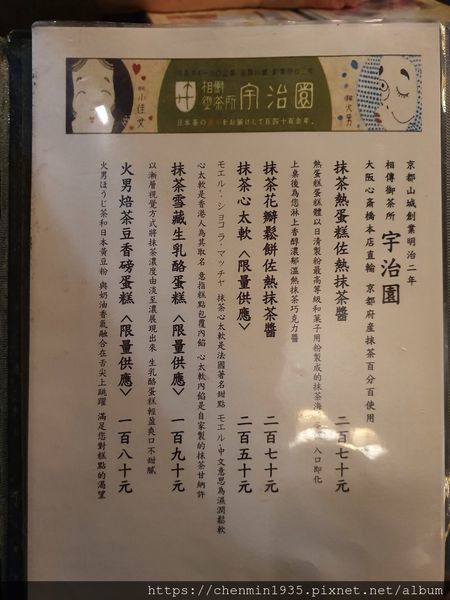 相傳御茶所 宇治園
日本茶の をお届けして百四十百余年。
京都山城創業明治二年
相傳御茶所 宇治園
大阪心斎橋本店直輸 京都府産抹茶百分百使用
抹茶熱蛋糕佐熱抹茶醬 二百七十元
熱蛋糕蛋糕體以日清製粉最高等級和菓子用粉製成的抹茶海 入口即化
上桌後為您淋上香醇濃郁溫熱抹茶巧克力醬
抹茶花瓣鬆餅佐熱抹茶醬 二百七十元
抹茶心太軟〈限量供應〉 二百五十元
モエル・ショコラ・マッチャ 抹茶心太軟是法國著名甜點 モエル・中文意思為濕潤鬆軟
心太軟是香港人為其取名 意指糕點包覆內餡 心太軟內餡是自家製的抹茶甘納許
抹茶雪藏生乳酪蛋糕〈限量供應〉 一百九十元
以漸層視覺方式將抹茶濃度由淡至濃展現出來 生乳酪蛋糕輕盈爽口不甜膩
火男焙茶豆香磅蛋糕〈限量供應〉 一百八十元
火男ほうじ茶和日本黃豆粉 與奶油香氣融合在舌尖上跳躍 滿足您對糕點的渴望
https://chenmin1935.pixnet.net/album